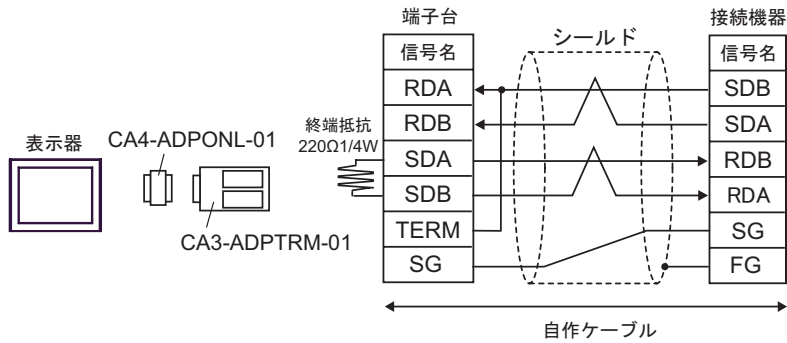 端子台
接続機器
シールド
信号名
信号名
RDA
SDB
RDB
SDA
終端抵抗
220Ω1/4W
表示器
CA4-ADPONL-01
SDA
RDB
SDB
RDA
CA3-ADPTRM-01
TERM
SG
SG
FG
自作ケーブル